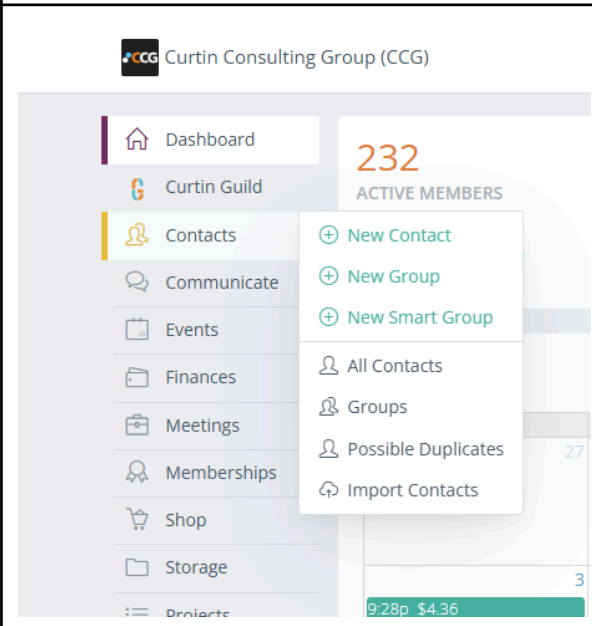 CCG Curtin Consulting Group (CCG)
Dashboard
Curtin Guild
Contacts
Communicate
Events
Finances
Meetings
Memberships
Shop
Storage
Projects
232
ACTIVE MEMBERS
New Contact
New Group
New Smart Group
All Contacts
Groups
Possible Duplicates
Import Contacts
27
3
9:28p $4.36